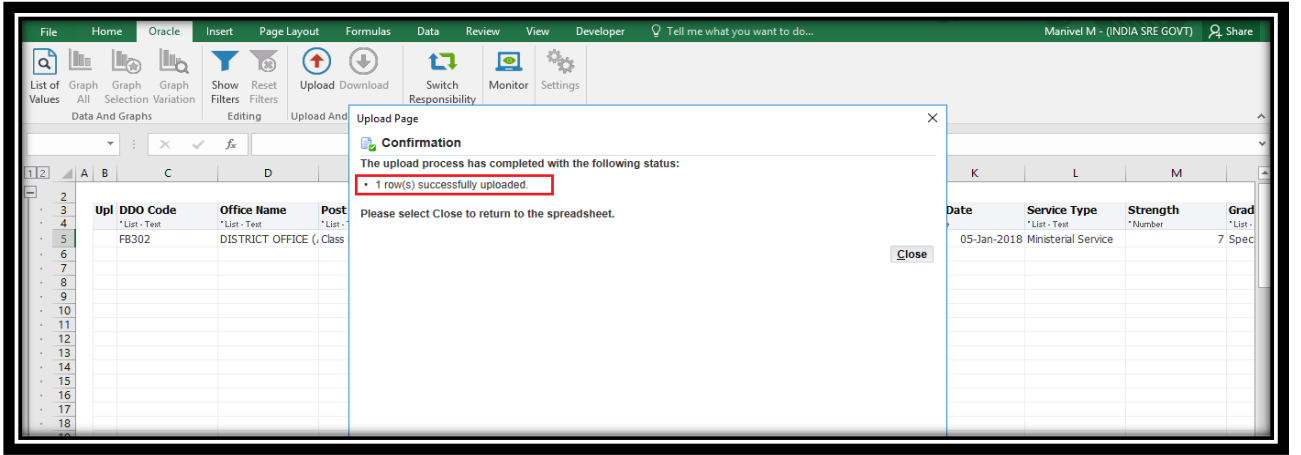 File Home Oracle Insert Page Layout Formulas Data Review View Developer Tell me what you want to do... Manivel M - (INDIA SRE GOVT) Share
List of Graph Graph Graph Show Reset Upload Download Switch Monitor Settings
Values All Selection Variation Filters Filters Responsibility
Data And Graphs Editing Upload And
fx
Upload Page
Confirmation
The upload process has completed with the following status:
• 1 row(s) successfully uploaded.
Please select Close to return to the spreadsheet.
Close
1 2 A B C D K L M
2
3 Upl DDO Code Office Name Post Date Service Type Strength Grad
4 * List - Text * List - Text * List - * List - Text * Number * List -
5 FB302 DISTRICT OFFICE (, Class 05-Jan-2018 Ministerial Service 7 Spec
6
7
8
9
10
11
12
13
14
15
16
17
18